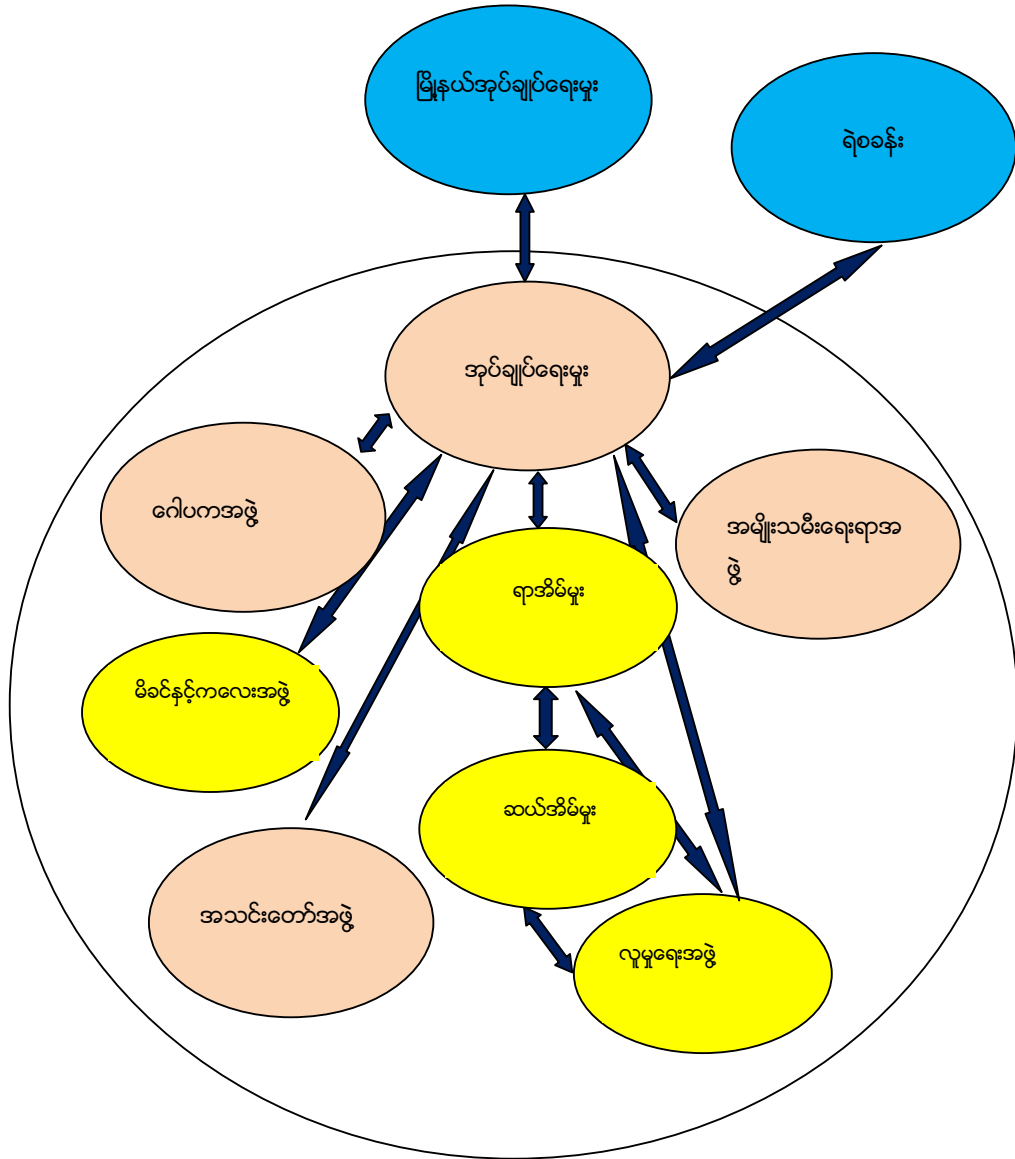 မြို့နယ်အုပ်ချုပ်ရေးမှုး
ရဲစခန်း
အုပ်ချုပ်ရေးမှုး
ဂေါပကအဖွဲ့
အမျိုးသမီးရေးရာအ
ဖွဲ့
ရာအိမ်မှုး
မိခင်နှင့်ကလေးအဖွဲ့
ဆယ်အိမ်မှုး
အသင်းတော်အဖွဲ့
လူမှုရေးအဖွဲ့